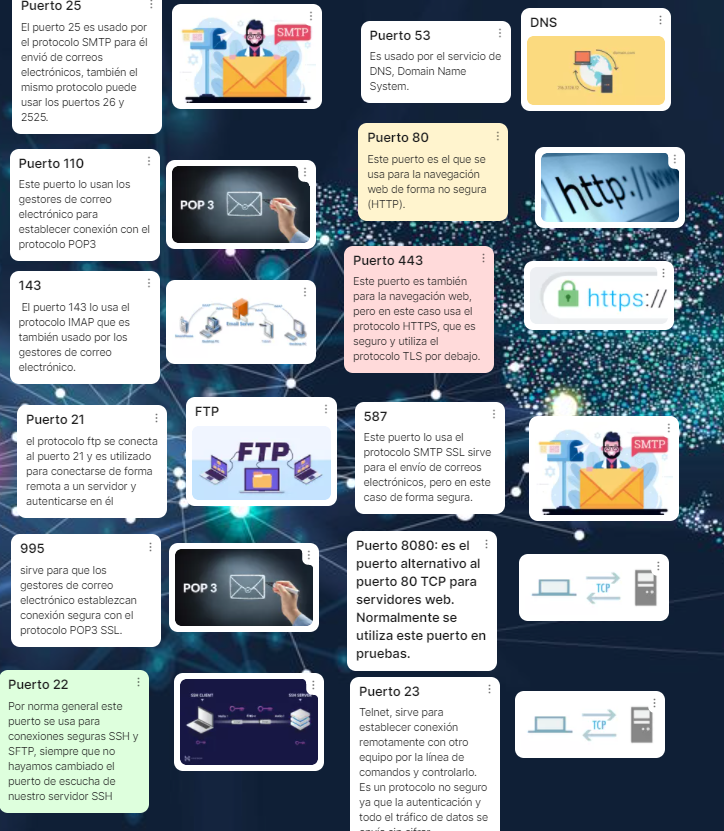 Puerto 25
El puerto 25 es usado por
el protocolo SMTP para él
envió de correos
electrónicos, también el
mismo protocolo puede
usar los puertos 26 y
2525.
SMTP
Puerto 53
Es usado por el servicio de
DNS, Domain Name
System.
DNS
Puerto 110
Este puerto lo usan los
gestores de correo
electrónico para
establecer conexión con el
protocolo POP3
POP 3
Puerto 80
Este puerto es el que se
usa para la navegación
web de forma no segura
(HTTP).
http://www
143
El puerto 143 lo usa el
protocolo IMAP que es
también usado por los
gestores de correo
electrónico.
Email Server
Puerto 443
Este puerto es también
para la navegación web,
pero en este caso usa el
protocolo HTTPS, que es
seguro y utiliza el
protocolo TLS por debajo.
https://
Puerto 21
el protocolo ftp se conecta
al puerto 21 y es utilizado
para conectarse de forma
remota a un servidor y
autenticarse en él
FTP
FTP
587
Este puerto lo usa el
protocolo SMTP SSL sirve
para el envío de correos
electrónicos, pero en este
caso de forma segura.
SMTP
995
sirve para que los
gestores de correo
electrónico establezcan
conexión segura con el
protocolo POP3 SSL.
POP 3
Puerto 8080: es el
puerto alternativo al
puerto 80 TCP para
servidores web.
Normalmente se
utiliza este puerto en
pruebas.
TCP
Puerto 22
Por norma general este
puerto se usa para
conexiones seguras SSH y
SFTP, siempre que no
hayamos cambiado el
puerto de escucha de
nuestro servidor SSH
SSH CLIENT
SSH SERVER
Puerto 23
Telnet, sirve para
establecer conexión
remotamente con otro
equipo por la línea de
comandos y controlarlo.
Es un protocolo no seguro
ya que la autenticación y
todo el tráfico de datos se
envía sin cifrar.
TCP